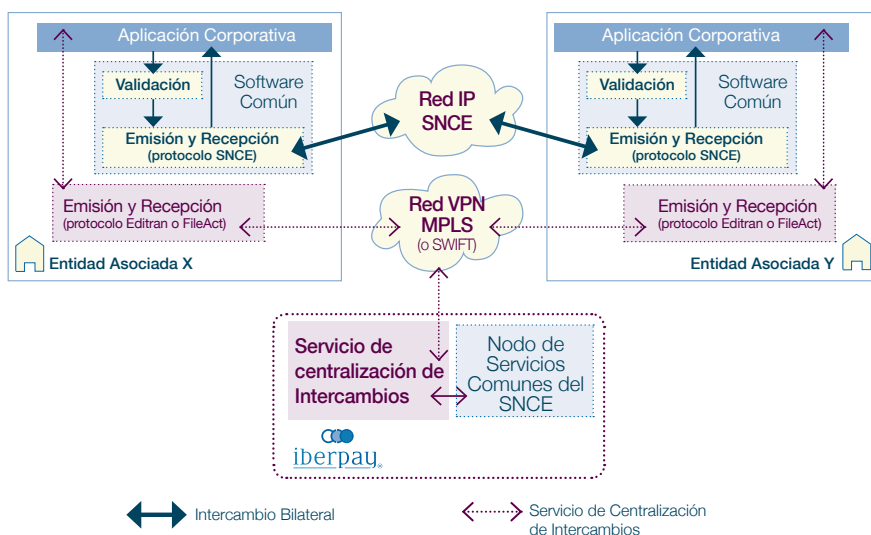 Aplicación Corporativa
Validación
Software
Común
Emisión y Recepción
(protocolo SNCE)
Emisión y Recepción
(protocolo Editran o FileAct)
Entidad Asociada X
Red IP
SNCE
Red VPN
MPLS
(o SWIFT)
Aplicación Corporativa
Validación
Software
Común
Emisión y Recepción
(protocolo SNCE)
Emisión y Recepción
(protocolo Editran o FileAct)
Entidad Asociada Y
Servicio de
centralización de
Intercambios
Nodo de
Servicios
Comunes del
SNCE
iberpay®
Intercambio Bilateral
Servicio de Centralización
de Intercambios